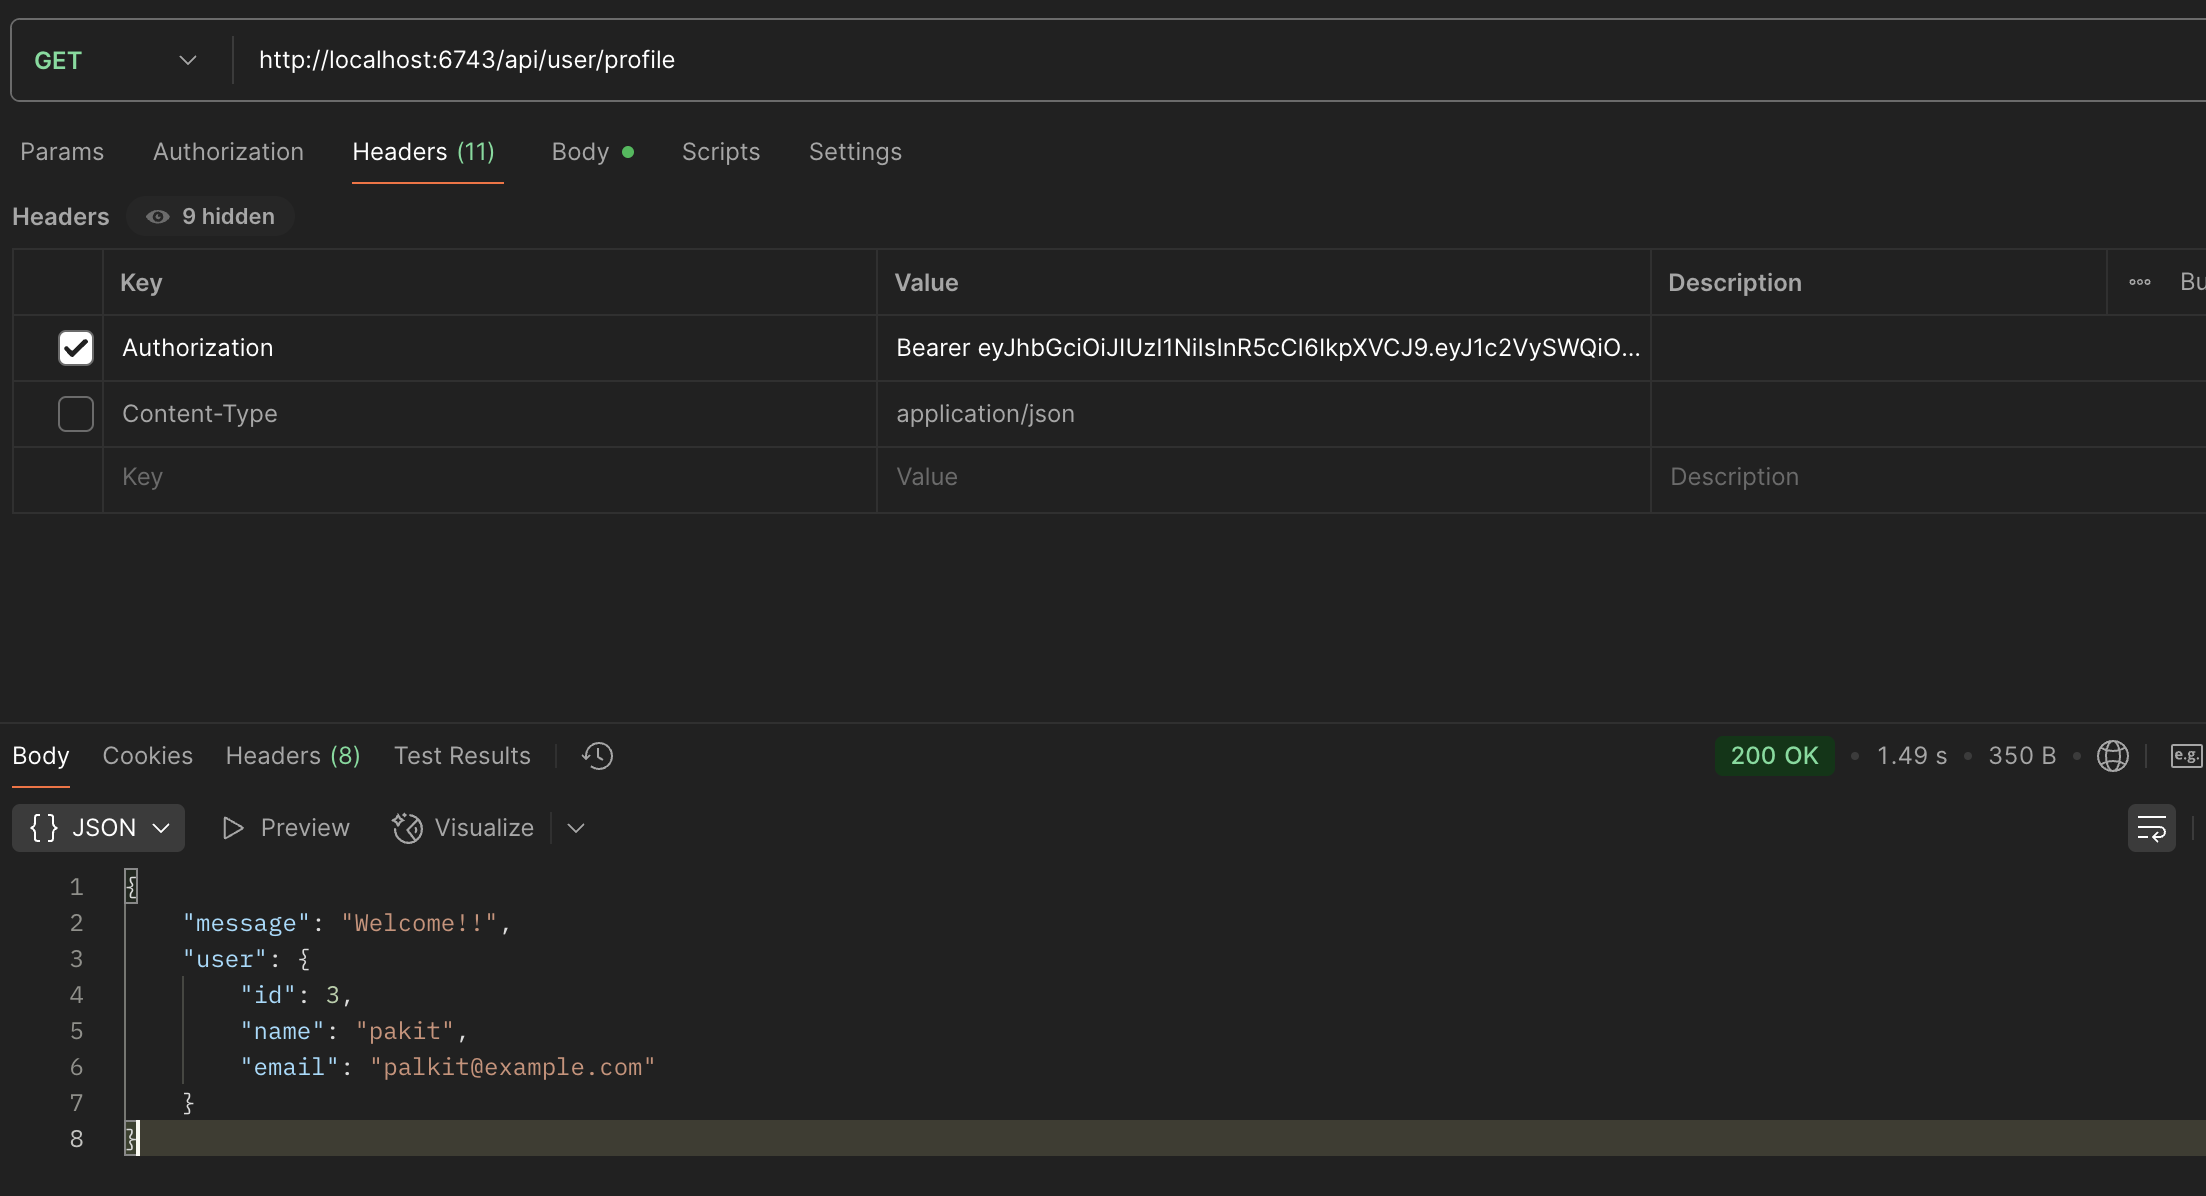 GET http://localhost:6743/api/user/profile
Params Authorization Headers (11) Body Scripts Settings
Headers 9 hidden
Key Value Description Bu
Authorization Bearer eyJhbGciOiJIUzI1NiIsInR5cCI6IkpXVCJ9.eyJ1c2VySWQiO...
Content-Type application/json
Key Value Description
Body Cookies Headers (8) Test Results 200 OK • 1.49 s • 350 B • e.g.
{} JSON Preview Visualize
1 {
2 "message": "Welcome!!",
3 "user": {
4 "id": 3,
5 "name": "pakit",
6 "email": "palkit@example.com"
7 }
8 }